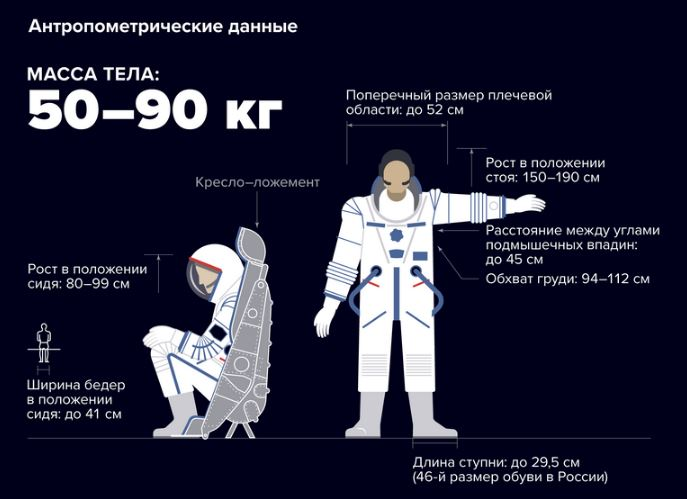 Антропометрические данные
МАССА ТЕЛА:
50–90 кг
Поперечный размер плечевой
области: до 52 см
Рост в положении
стоя: 150–190 см
Кресло–ложемент
Расстояние между углами
подмышечных впадин:
до 45 см
Обхват груди: 94–112 см
Рост в положении
сидя: 80–99 см
Ширина бедер
в положении
сидя: до 41 см
Длина ступни: до 29,5 см
(46-й размер обуви в России)